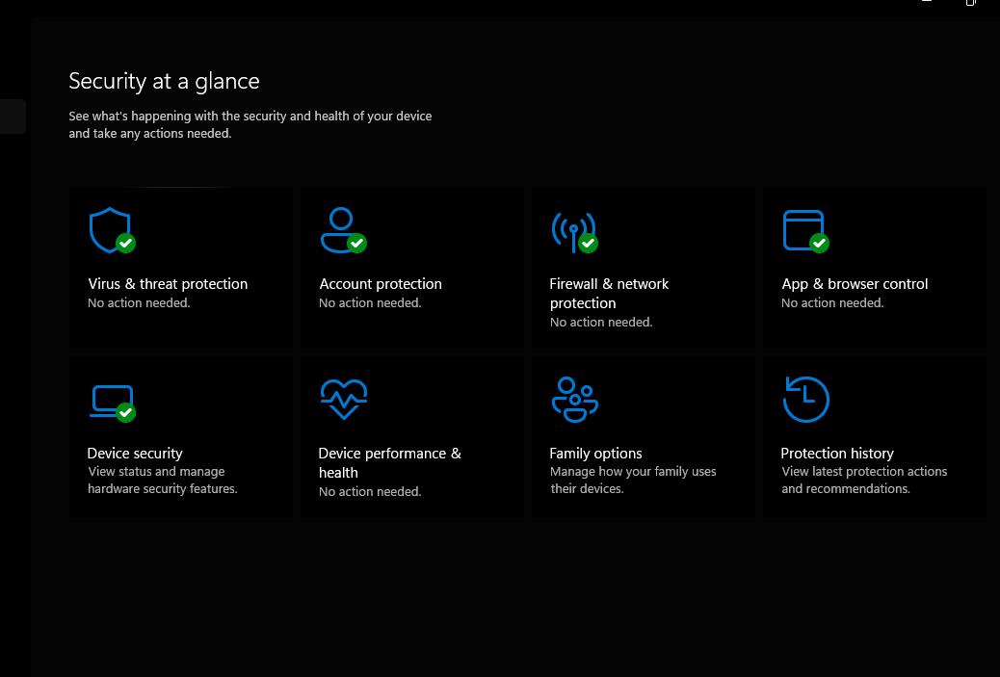 Security at a glance
See what's happening with the security and health of your device
and take any actions needed.
Virus & threat protection
No action needed.
Account protection
No action needed.
Firewall & network
protection
No action needed.
App & browser control
No action needed.
Device security
View status and manage
hardware security features.
Device performance &
health
No action needed.
Family options
Manage how your family uses
their devices.
Protection history
View latest protection actions
and recommendations.